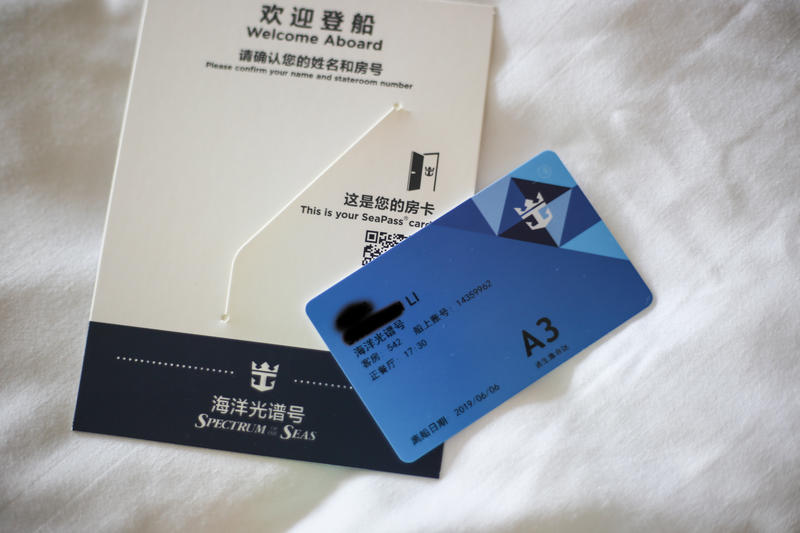 欢迎登船
Welcome Aboard
请确认您的姓名和房号
Please confirm your name and stateroom number
这是您的房卡
This is your SeaPass® card
海洋光谱号
SPECTRUM OF THE SEAS
LI
海洋光谱号
客房: 542 船上账号: 14359962
正餐厅: 17:30
A3
逃生集合区
离船日期 2019/06/06